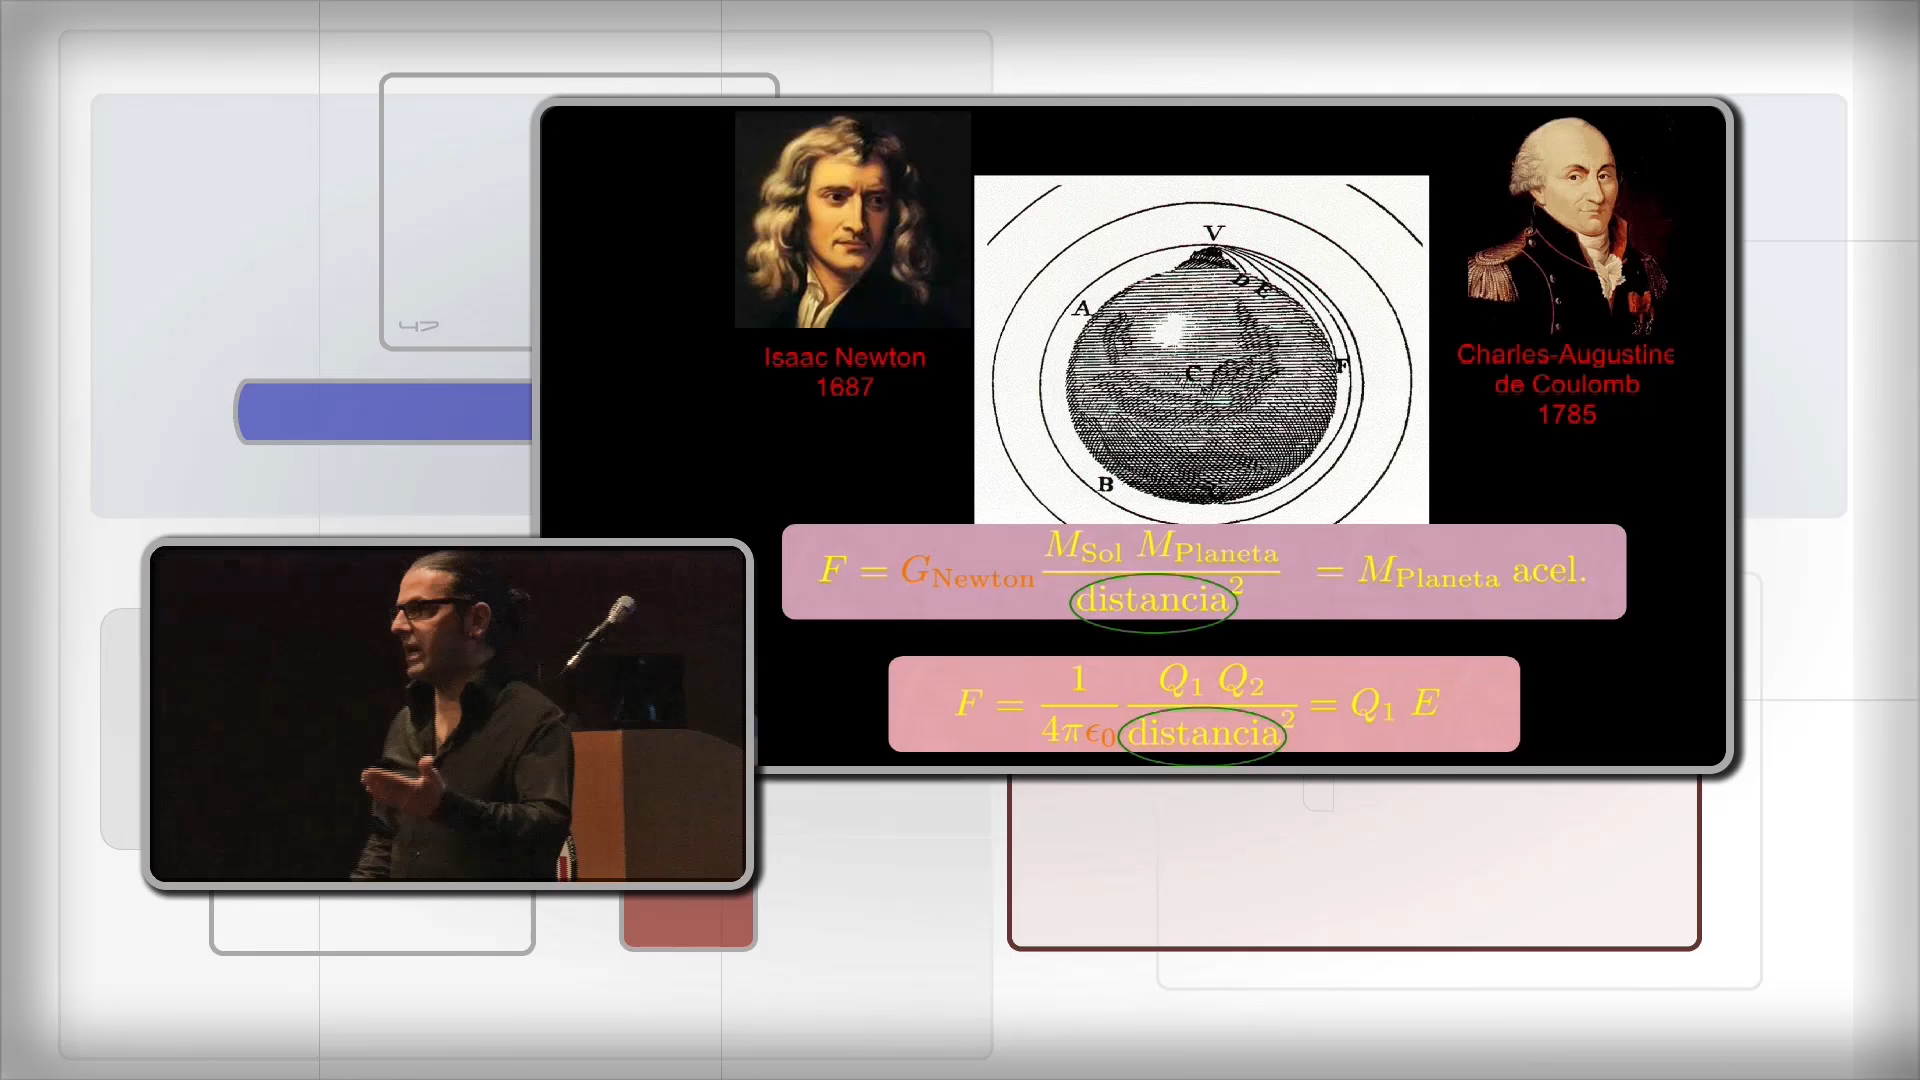 V
D E
A
F
C
B
Isaac Newton
1687
Charles-Augustine
de Coulomb
1785
F = G_Newton M_Sol M_Planeta / distancia² = M_Planeta acel.
F = 1 / 4πϵ₀ Q₁ Q₂ / distancia² = Q₁ E